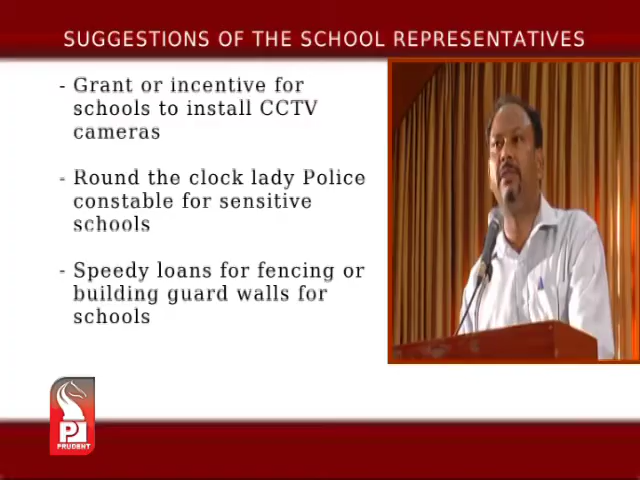 SUGGESTIONS OF THE SCHOOL REPRESENTATIVES
- Grant or incentive for
schools to install CCTV
cameras
- Round the clock lady Police
constable for sensitive
schools
- Speedy loans for fencing or
building guard walls for
schools
PRUDENT